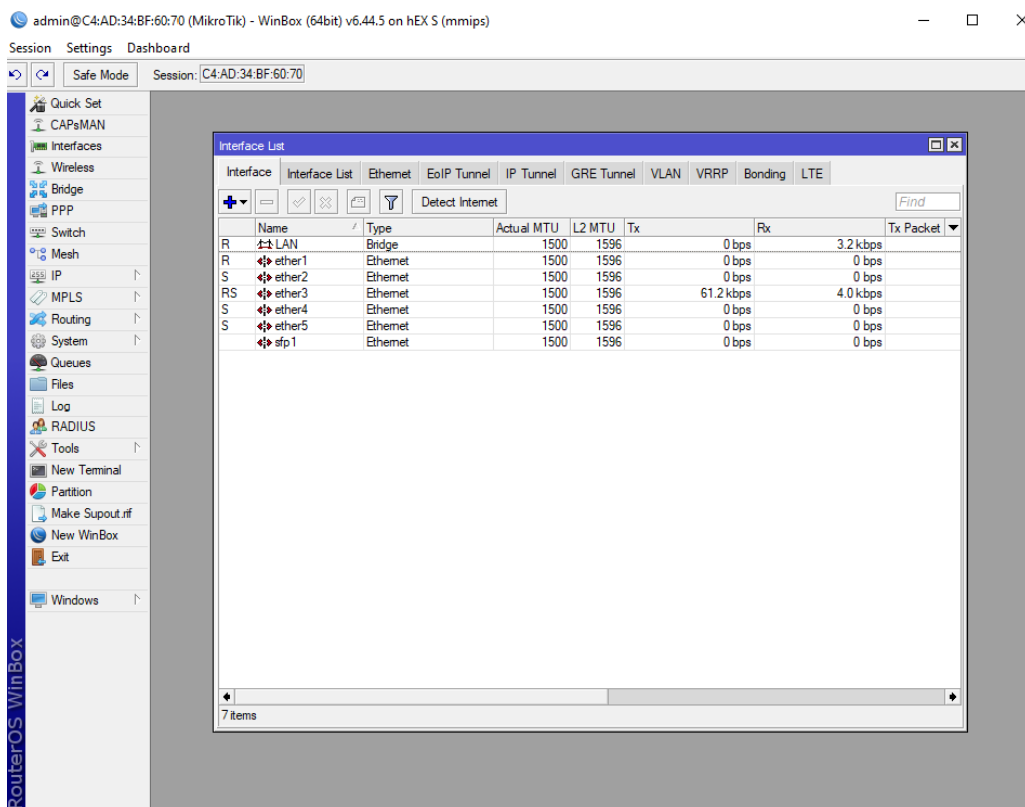 admin@C4:AD:34:BF:60:70 (MikroTik) - WinBox (64bit) v6.44.5 on hEX S (mmips)
Session Settings Dashboard
Safe Mode Session: C4:AD:34:BF:60:70
Quick Set
CAPsMAN
Interfaces
Wireless
Bridge
PPP
Switch
Mesh
IP
MPLS
Routing
System
Queues
Files
Log
RADIUS
Tools
New Terminal
Partition
Make Supout.rif
New WinBox
Exit
Windows
RouterOS WinBox
Interface List
Interface Interface List Ethernet EoIP Tunnel IP Tunnel GRE Tunnel VLAN VRRP Bonding LTE
Detect Internet Find
Name / Type Actual MTU L2 MTU Tx Rx Tx Packet
R LAN Bridge 1500 1596 0 bps 3.2 kbps
R ether1 Ethernet 1500 1596 0 bps 0 bps
S ether2 Ethernet 1500 1596 0 bps 0 bps
RS ether3 Ethernet 1500 1596 61.2 kbps 4.0 kbps
S ether4 Ethernet 1500 1596 0 bps 0 bps
S ether5 Ethernet 1500 1596 0 bps 0 bps
sfp1 Ethernet 1500 1596 0 bps 0 bps
7 items